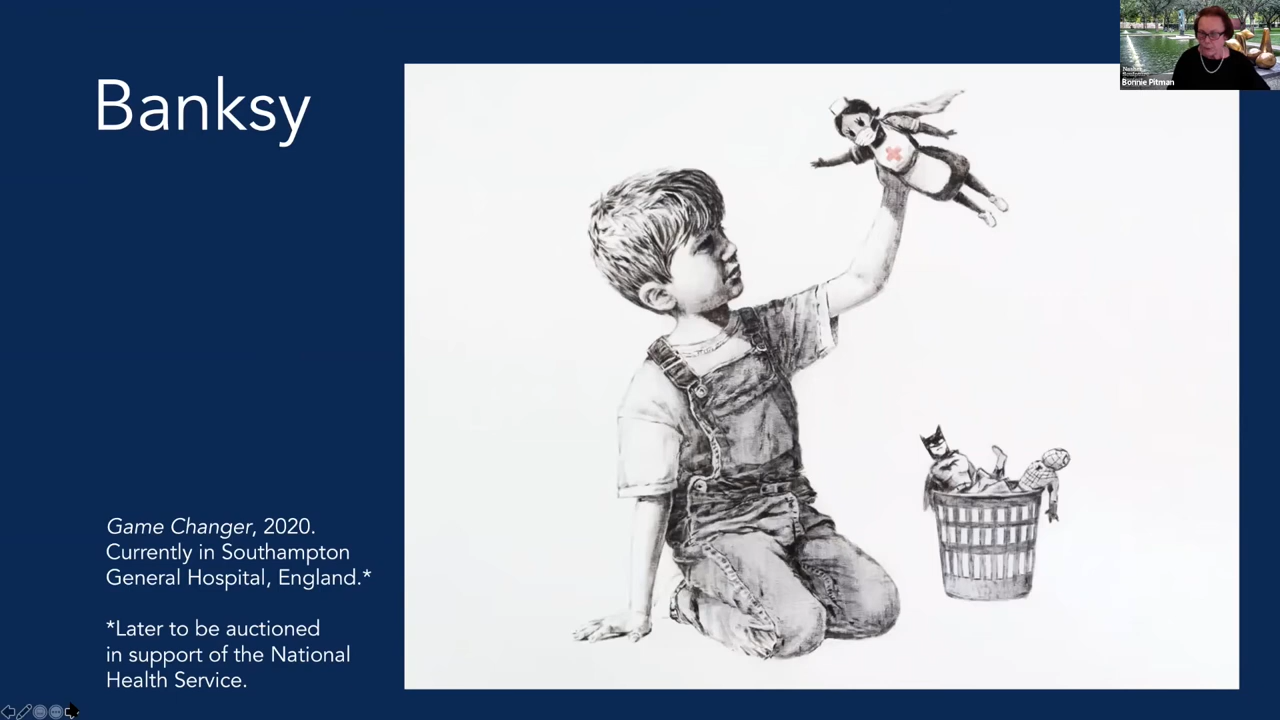 Banksy
Game Changer, 2020.
Currently in Southampton
General Hospital, England.*
*Later to be auctioned
in support of the National
Health Service.
Bonnie Pitman